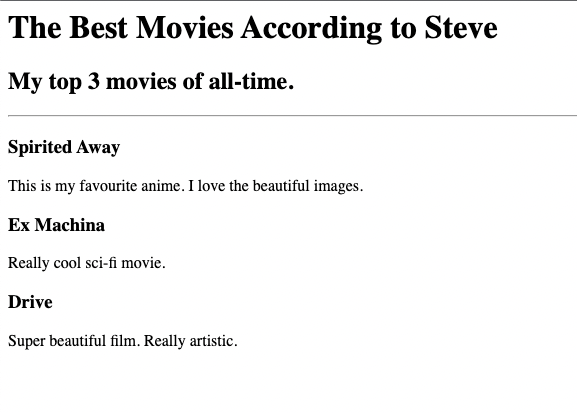 The Best Movies According to Steve
My top 3 movies of all-time.
Spirited Away
This is my favourite anime. I love the beautiful images.
Ex Machina
Really cool sci-fi movie.
Drive
Super beautiful film. Really artistic.